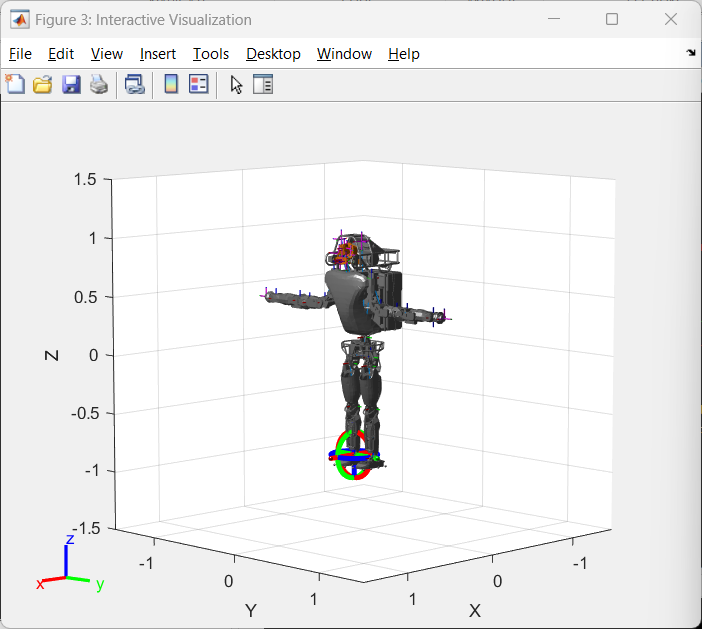 Figure 3: Interactive Visualization
File Edit View Insert Tools Desktop Window Help
1.5
1
0.5
0
-0.5
-1
-1.5
Z
-1
0
1
Y
1
0
-1
X
z
x
y